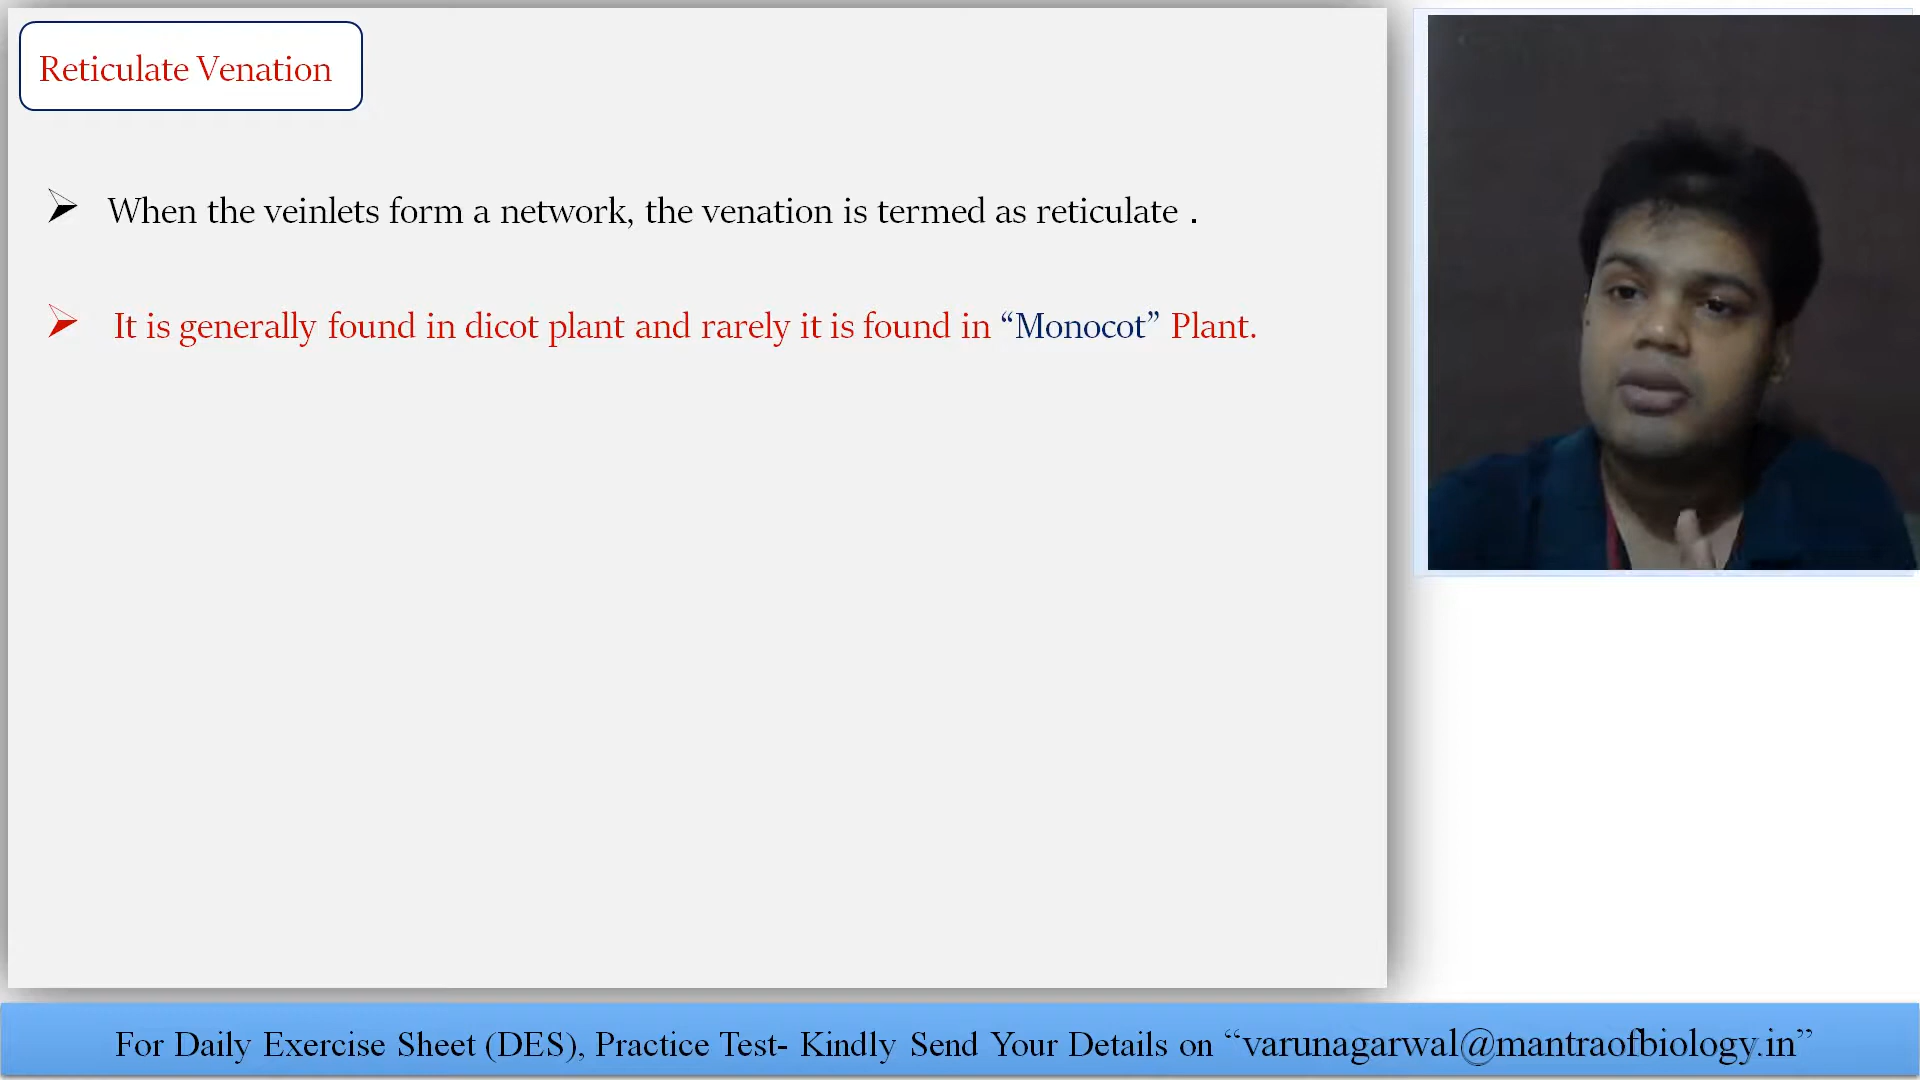 Reticulate Venation
When the veinlets form a network, the venation is termed as reticulate .
It is generally found in dicot plant and rarely it is found in “Monocot” Plant.
For Daily Exercise Sheet (DES), Practice Test- Kindly Send Your Details on “varunagarwal@mantraofbiology.in”